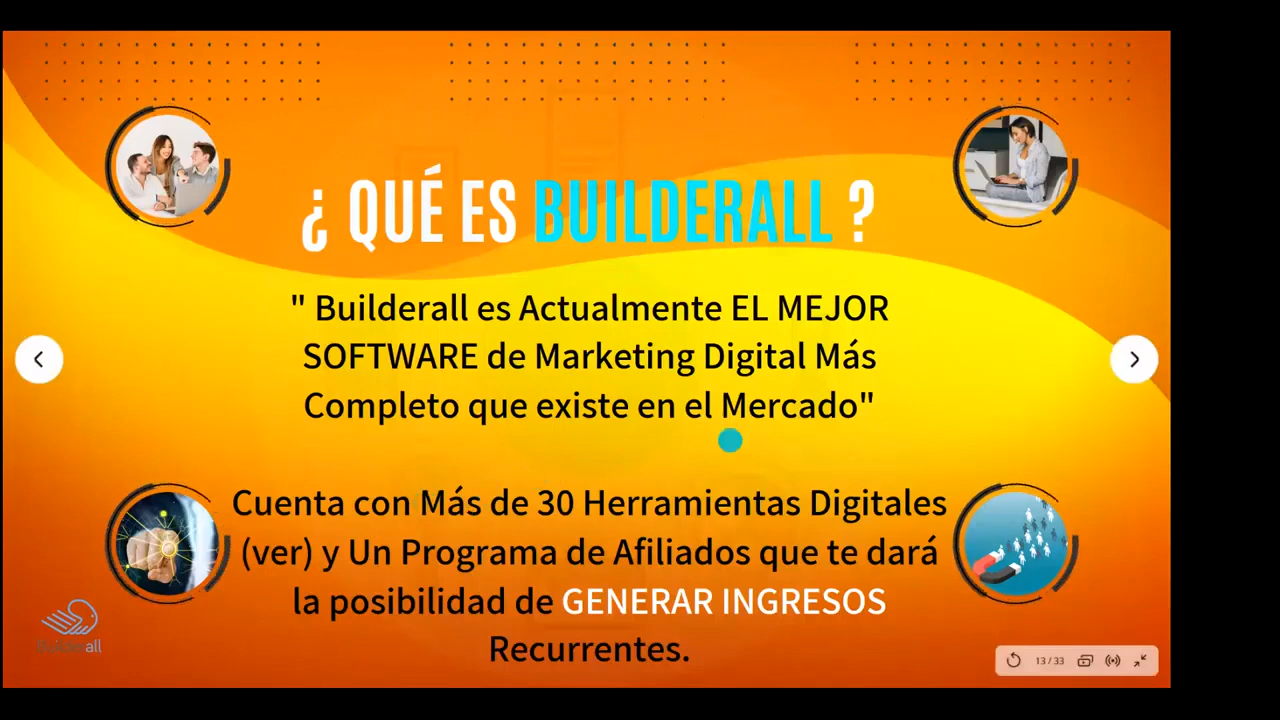 ¿ QUÉ ES BUILDERALL ?
" Builderall es Actualmente EL MEJOR
SOFTWARE de Marketing Digital Más
Completo que existe en el Mercado"
Cuenta con Más de 30 Herramientas Digitales
(ver) y Un Programa de Afiliados que te dará
la posibilidad de GENERAR INGRESOS
Recurrentes.
Builderall
13 / 33